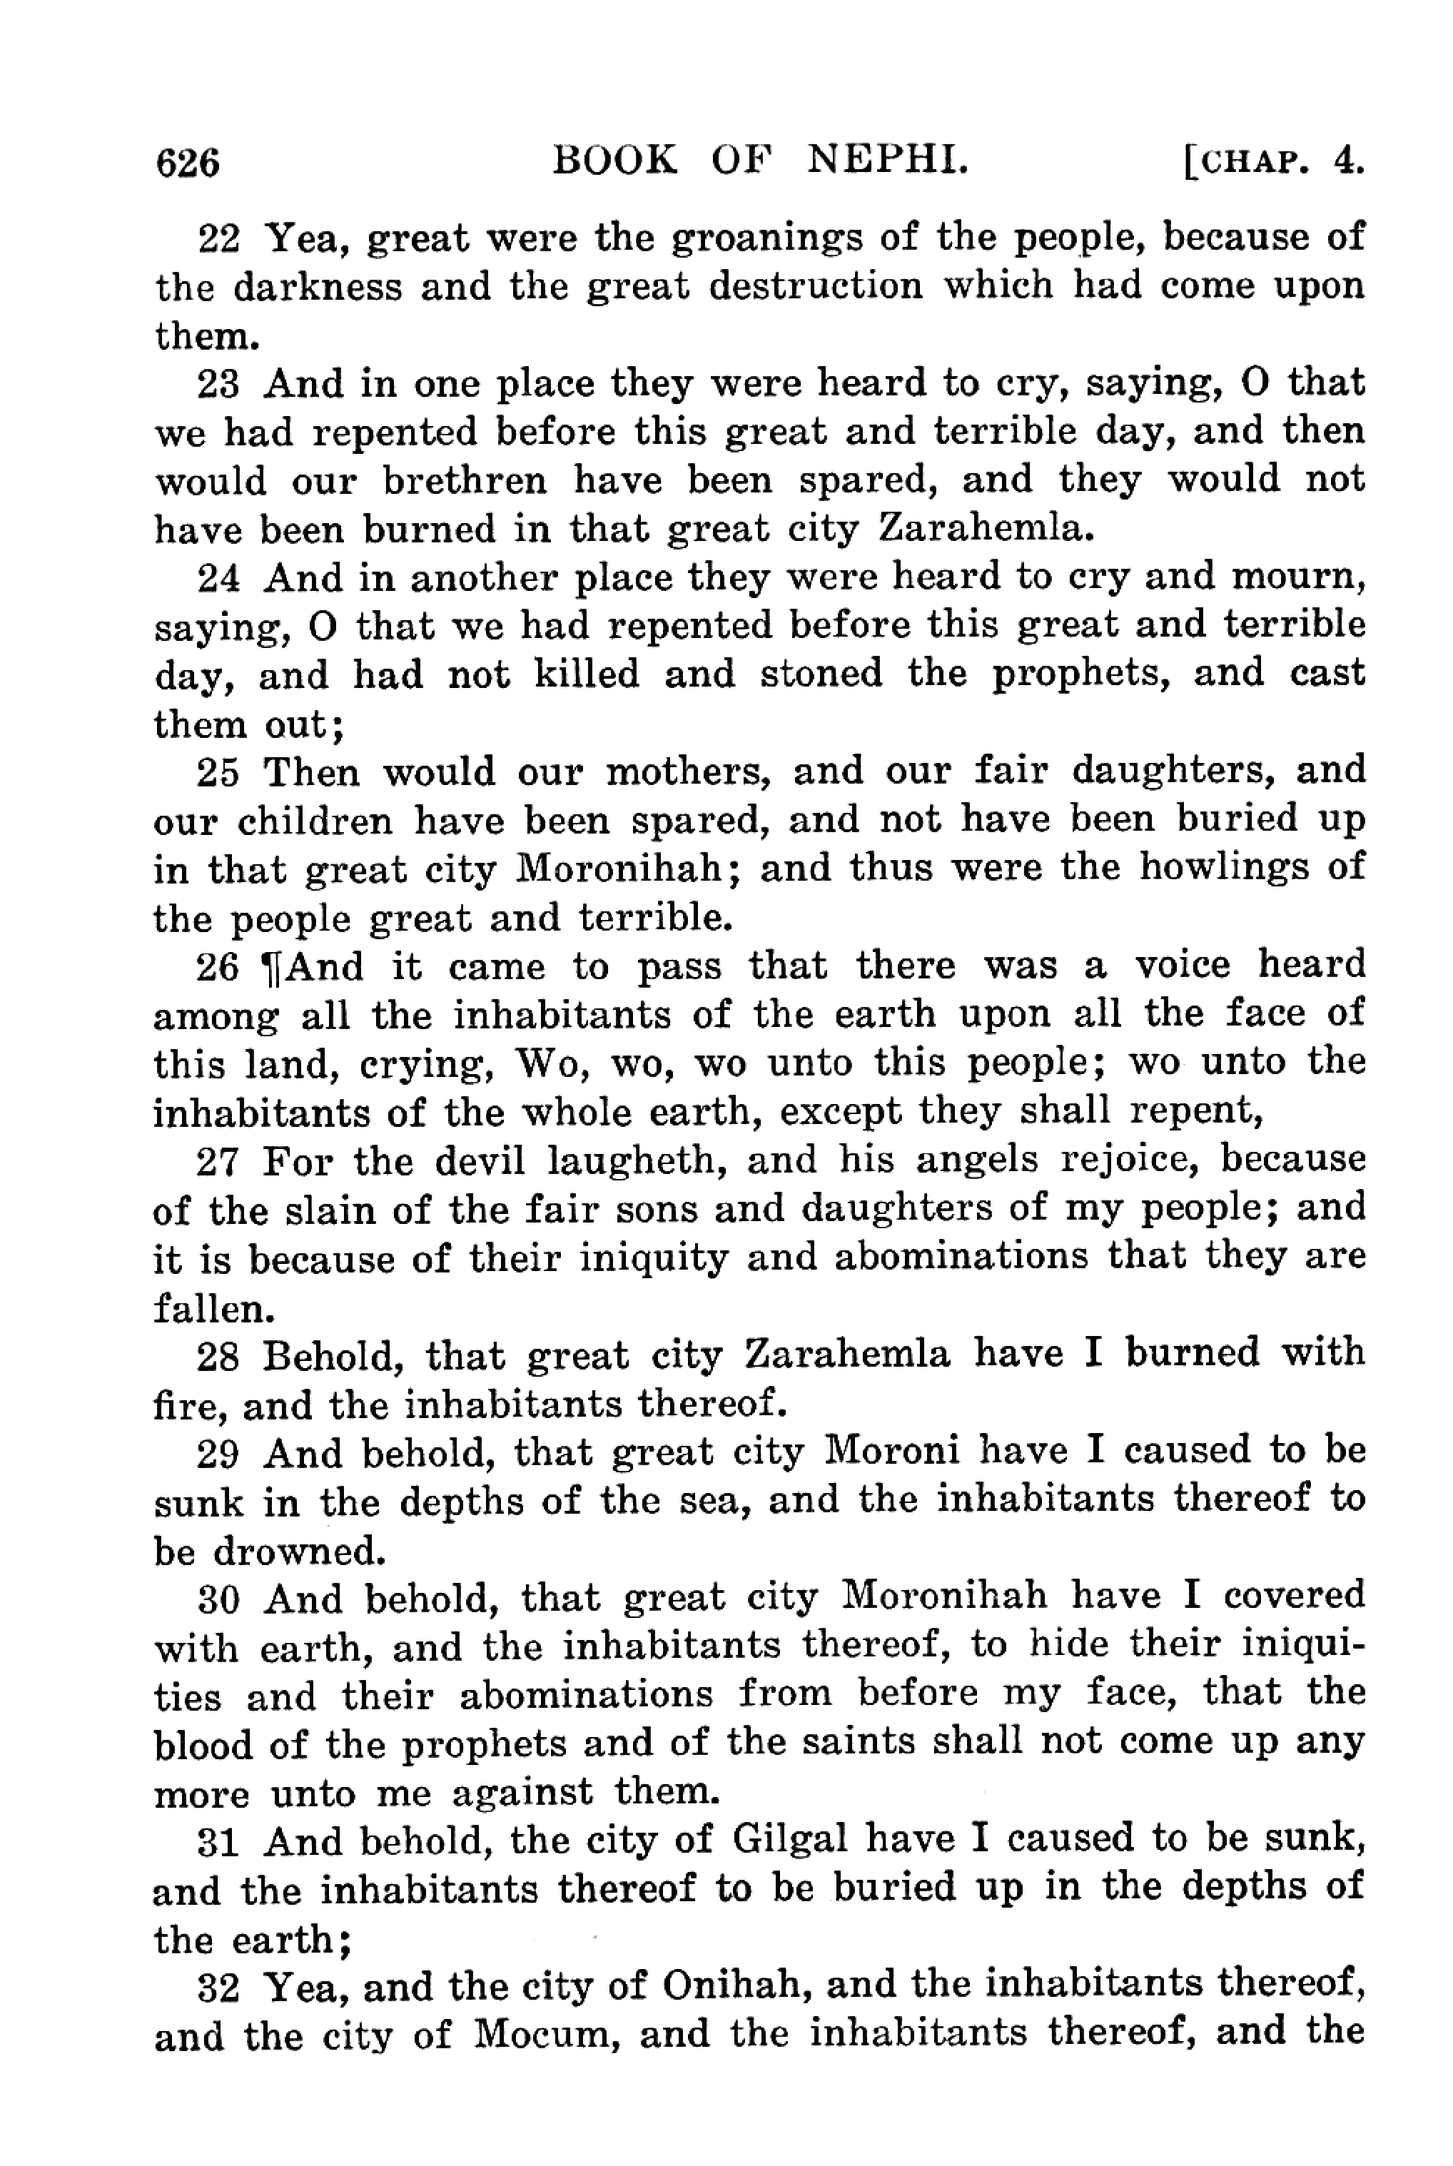 626 BOOK OF NEPHI. [CHAP. 4.
22 Yea, great were the groanings of the people, because of
the darkness and the great destruction which had come upon
them.
23 And in one place they were heard to cry, saying, O that
we had repented before this great and terrible day, and then
would our brethren have been spared, and they would not
have been burned in that great city Zarahemla.
24 And in another place they were heard to cry and mourn,
saying, O that we had repented before this great and terrible
day, and had not killed and stoned the prophets, and cast
them out;
25 Then would our mothers, and our fair daughters, and
our children have been spared, and not have been buried up
in that great city Moronihah; and thus were the howlings of
the people great and terrible.
26 ¶And it came to pass that there was a voice heard
among all the inhabitants of the earth upon all the face of
this land, crying, Wo, wo, wo unto this people; wo unto the
inhabitants of the whole earth, except they shall repent,
27 For the devil laugheth, and his angels rejoice, because
of the slain of the fair sons and daughters of my people; and
it is because of their iniquity and abominations that they are
fallen.
28 Behold, that great city Zarahemla have I burned with
fire, and the inhabitants thereof.
29 And behold, that great city Moroni have I caused to be
sunk in the depths of the sea, and the inhabitants thereof to
be drowned.
30 And behold, that great city Moronihah have I covered
with earth, and the inhabitants thereof, to hide their iniqui-
ties and their abominations from before my face, that the
blood of the prophets and of the saints shall not come up any
more unto me against them.
31 And behold, the city of Gilgal have I caused to be sunk,
and the inhabitants thereof to be buried up in the depths of
the earth;
32 Yea, and the city of Onihah, and the inhabitants thereof,
and the city of Mocum, and the inhabitants thereof, and the